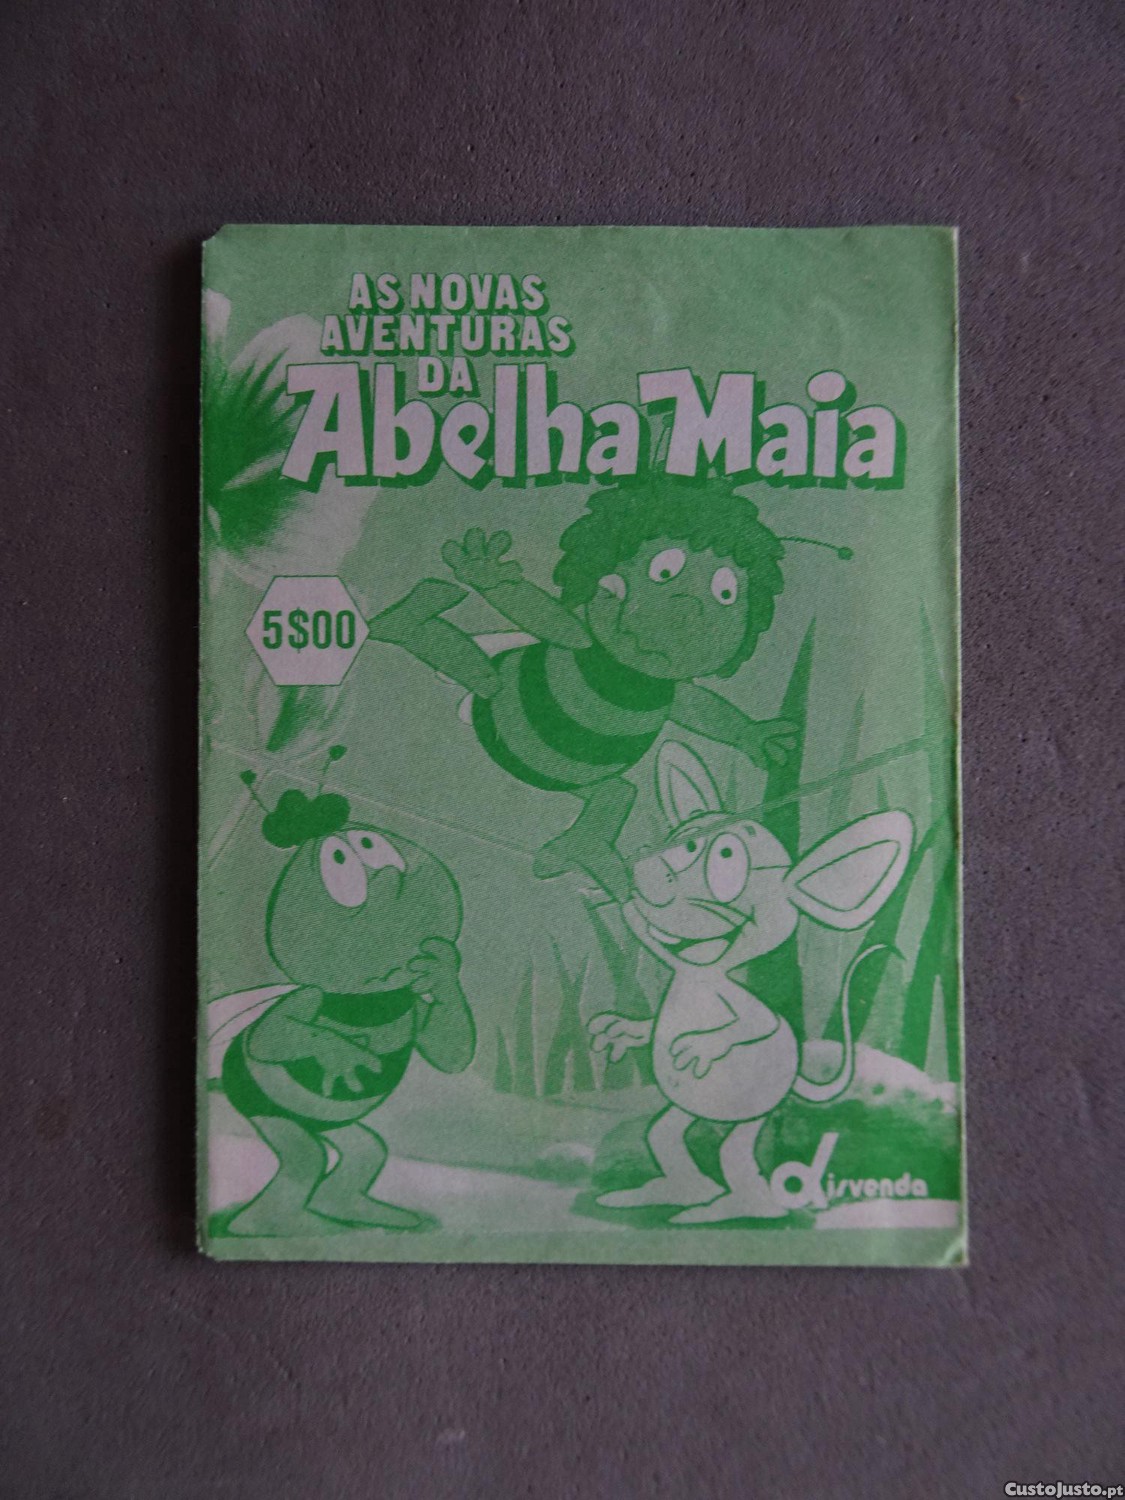 AS NOVAS
AVENTURAS
DA
Abelha Maia
5$00
disvenda
CustoJusto.pt